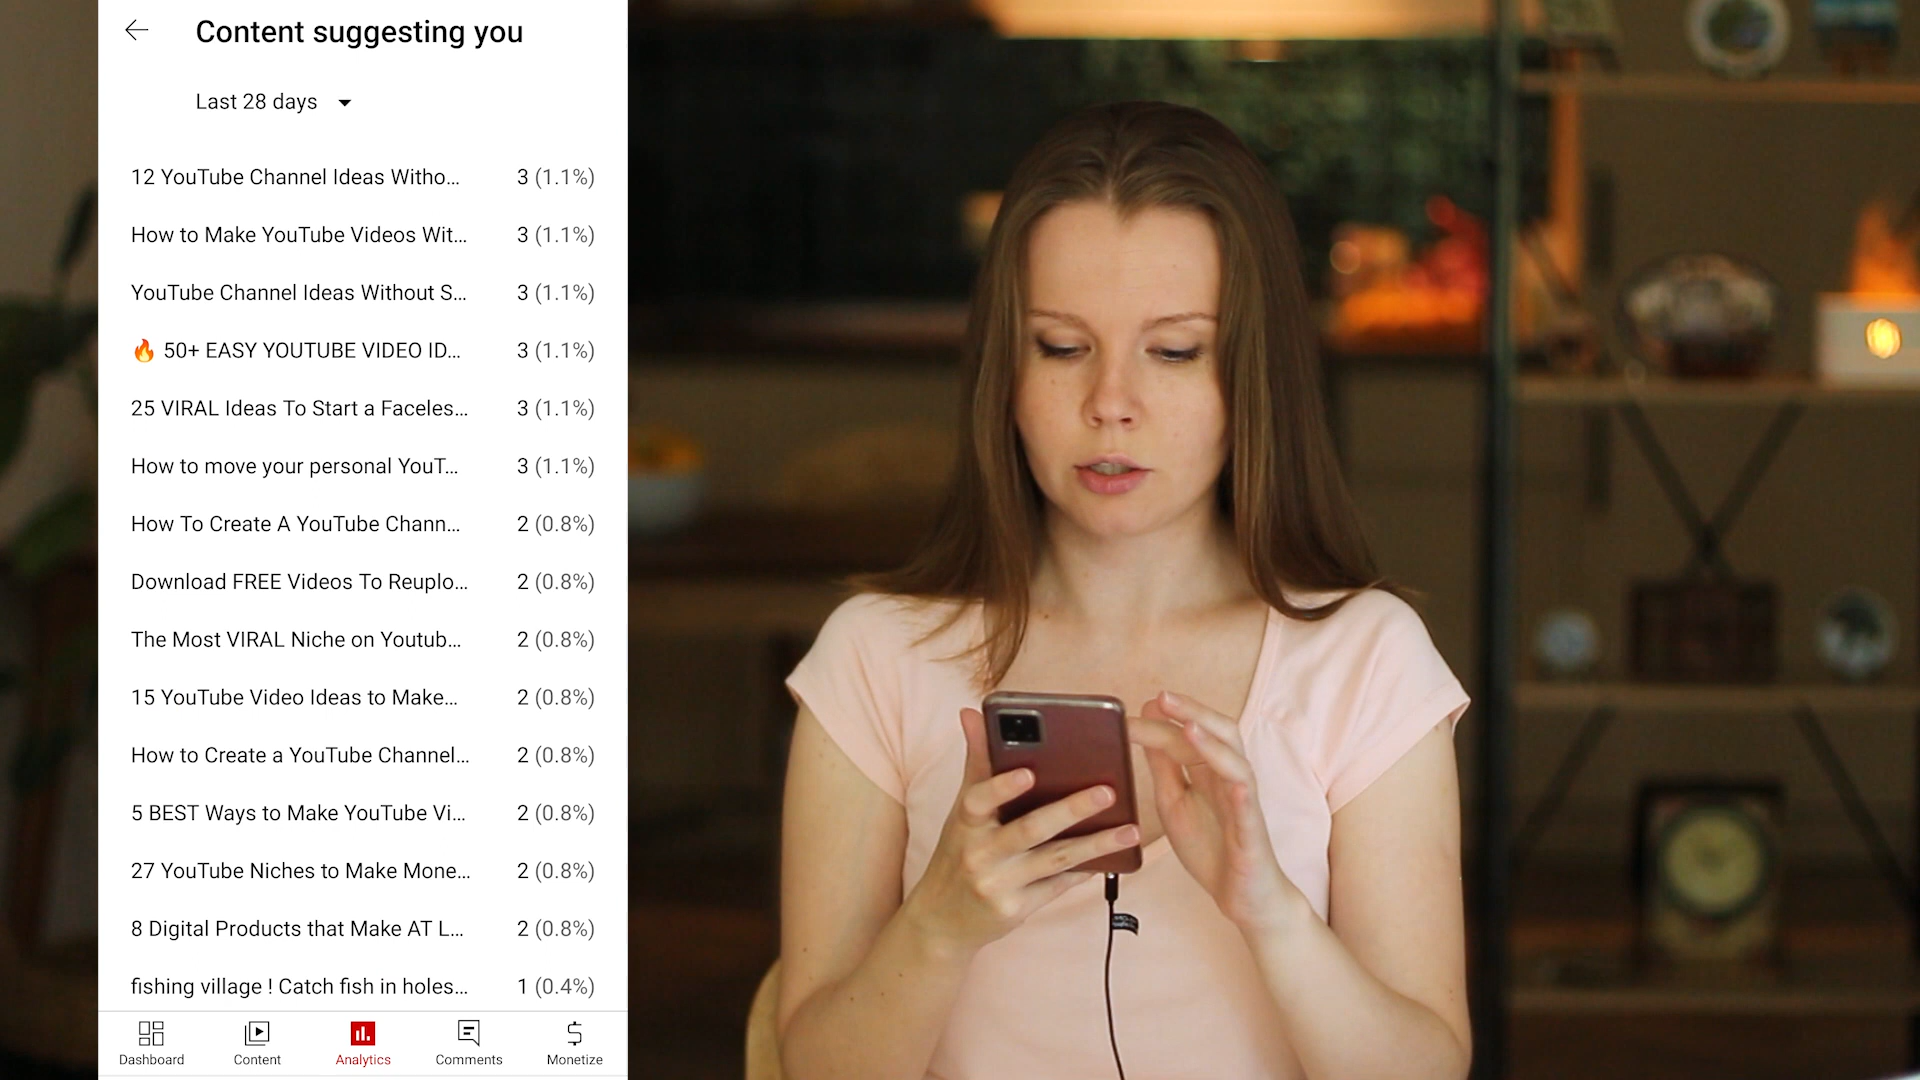 Content suggesting you
Last 28 days
12 YouTube Channel Ideas Witho... 3 (1.1%)
How to Make YouTube Videos Wit... 3 (1.1%)
YouTube Channel Ideas Without S... 3 (1.1%)
🔥 50+ EASY YOUTUBE VIDEO ID... 3 (1.1%)
25 VIRAL Ideas To Start a Faceles... 3 (1.1%)
How to move your personal YouT... 3 (1.1%)
How To Create A YouTube Chann... 2 (0.8%)
Download FREE Videos To Reuplo... 2 (0.8%)
The Most VIRAL Niche on Youtub... 2 (0.8%)
15 YouTube Video Ideas to Make... 2 (0.8%)
How to Create a YouTube Channel... 2 (0.8%)
5 BEST Ways to Make YouTube Vi... 2 (0.8%)
27 YouTube Niches to Make Mone... 2 (0.8%)
8 Digital Products that Make AT L... 2 (0.8%)
fishing village ! Catch fish in holes... 1 (0.4%)
Dashboard Content Analytics Comments Monetize